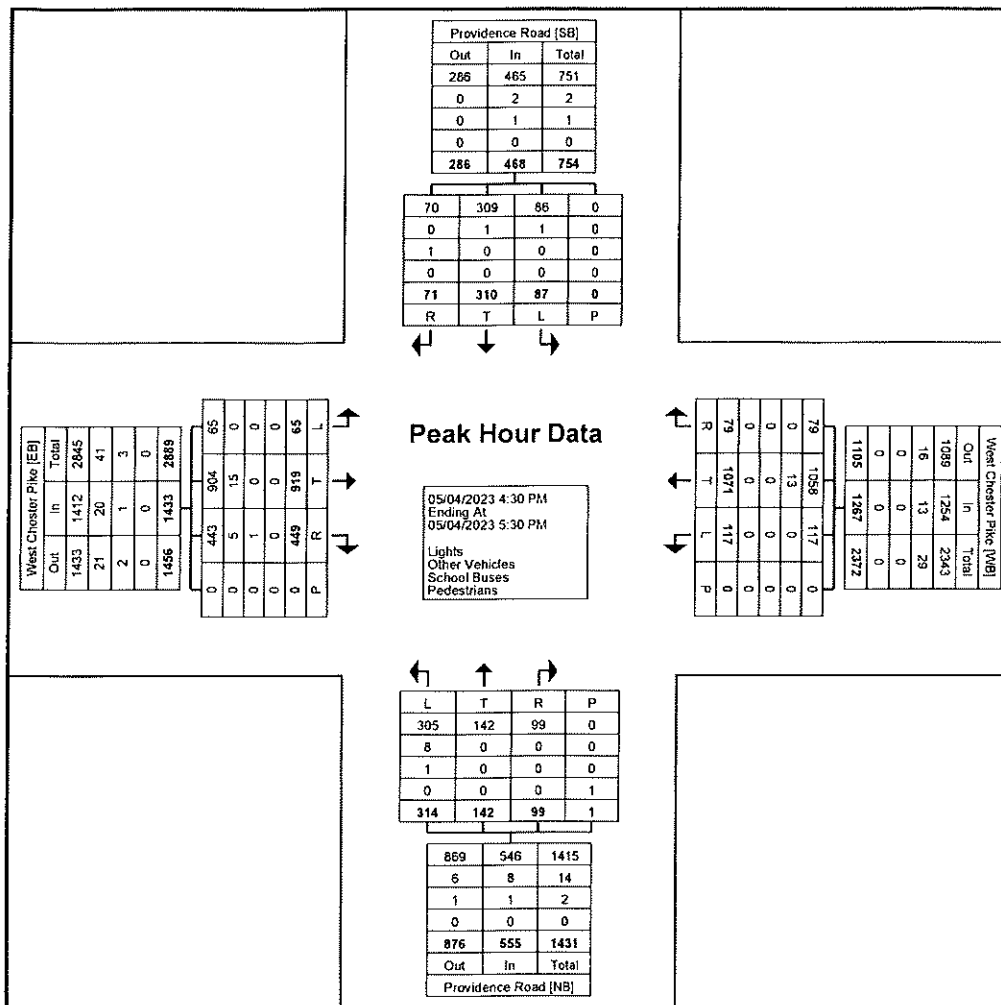 Providence Road [SB]
Out In Total
286 465 751
0 2 2
0 1 1
0 0 0
286 468 754
70 309 86 0
0 1 1 0
1 0 0 0
0 0 0 0
71 310 87 0
R T L P
West Chester Pike [EB]
Total In Out
2845 1412 1433
41 20 21
3 1 2
0 0 0
2889 1433 1456
65 904 443 0
0 15 5 0
0 0 1 0
0 0 0 0
65 919 449 0
L T R P
Peak Hour Data
05/04/2023 4:30 PM
Ending At
05/04/2023 5:30 PM
Lights
Other Vehicles
School Buses
Pedestrians
R T L P
79 1071 117 0
0 0 0 0
0 0 0 0
0 13 0 0
79 1058 117 0
1105 1267 2372
0 0 0
0 0 0
16 13 29
1089 1254 2343
Out In Total
West Chester Pike [WB]
L T R P
305 142 99 0
8 0 0 0
1 0 0 0
0 0 0 1
314 142 99 1
869 546 1415
6 8 14
1 1 2
0 0 0
876 555 1431
Out In Total
Providence Road [NB]